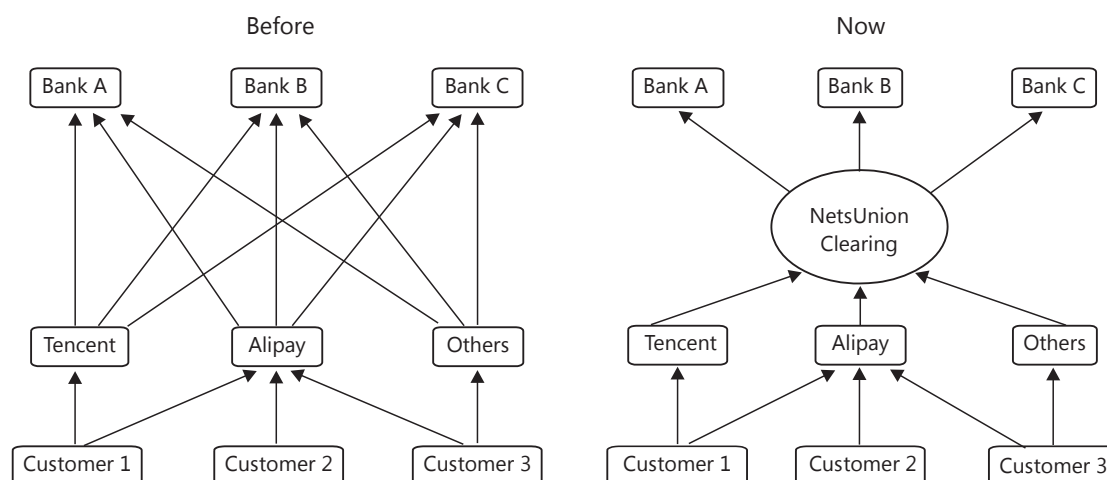 Before
Now
Bank A
Bank B
Bank C
Bank A
Bank B
Bank C
NetsUnion
Clearing
Tencent
Alipay
Others
Tencent
Alipay
Others
Customer 1
Customer 2
Customer 3
Customer 1
Customer 2
Customer 3